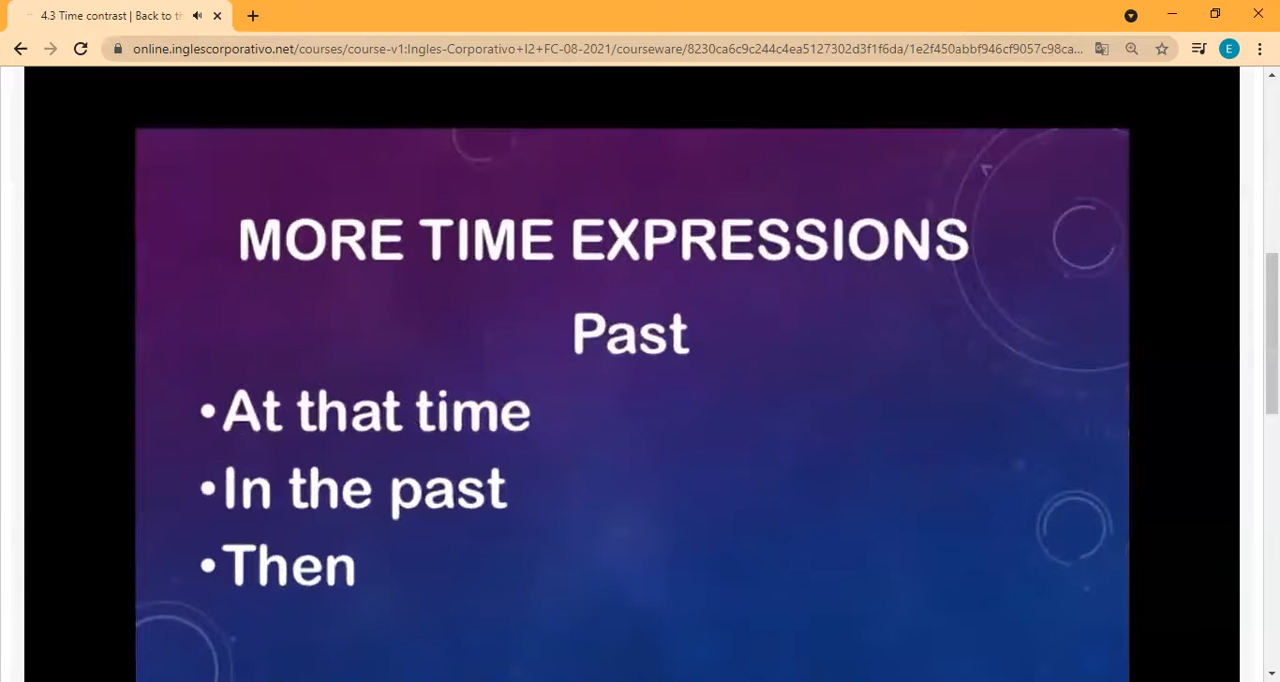 4.3 Time contrast | Back to th
online.inglescorporativo.net/courses/course-v1:Ingles-Corporativo+I2+FC-08-2021/courseware/8230ca6c9c244c4ea5127302d3f1f6da/1e2f450abbf946cf9057c98ca...
E
MORE TIME EXPRESSIONS
Past
•At that time
•In the past
•Then